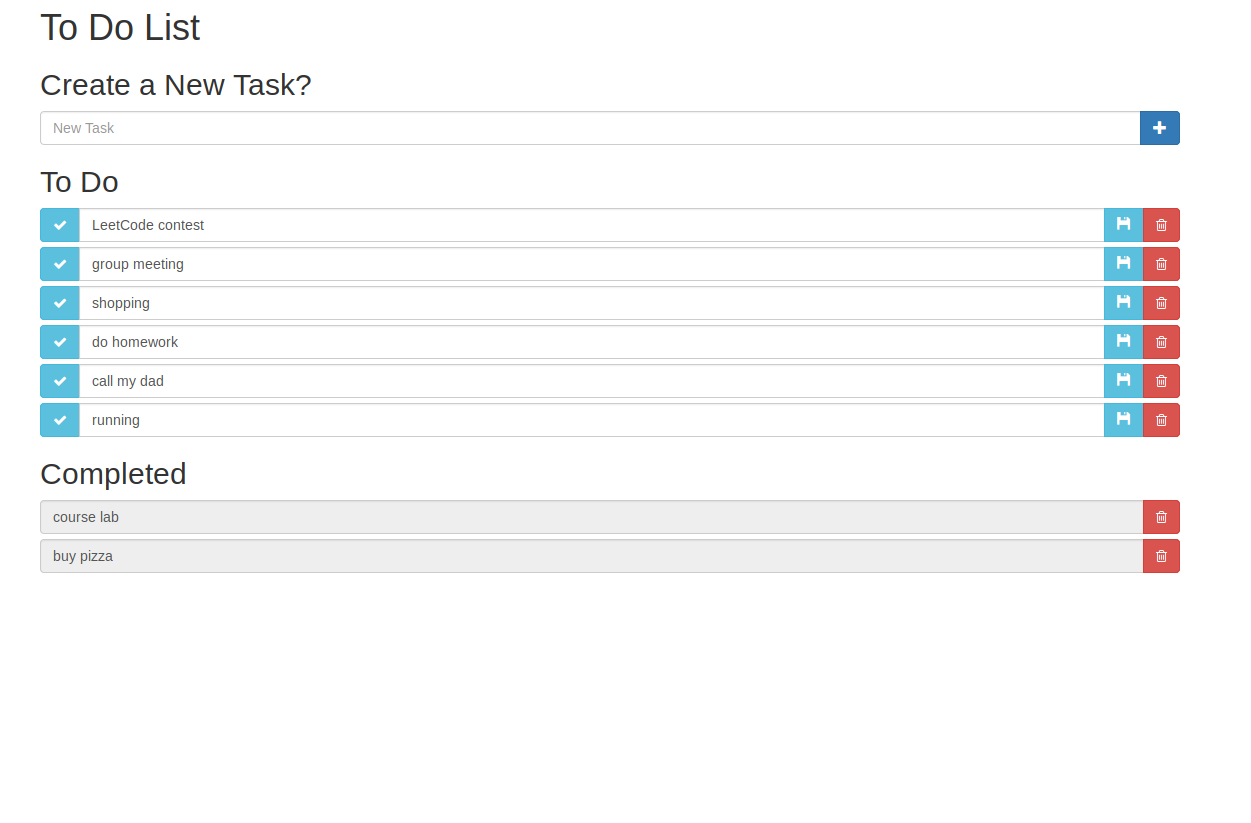 To Do List
Create a New Task?
New Task
To Do
LeetCode contest
group meeting
shopping
do homework
call my dad
running
Completed
course lab
buy pizza